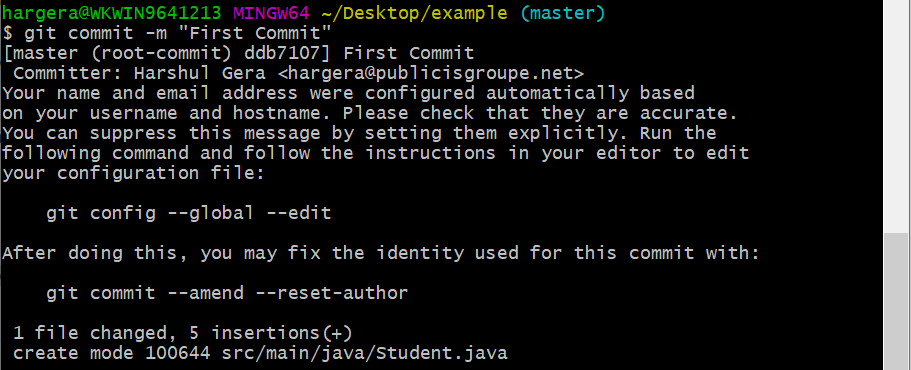 hargera@WKWIN9641213 MINGW64 ~/Desktop/example (master)
$ git commit -m "First Commit"
[master (root-commit) ddb7107] First Commit
 Committer: Harshul Gera <hargera@publicisgroupe.net>
Your name and email address were configured automatically based
on your username and hostname. Please check that they are accurate.
You can suppress this message by setting them explicitly. Run the
following command and follow the instructions in your editor to edit
your configuration file:

    git config --global --edit

After doing this, you may fix the identity used for this commit with:

    git commit --amend --reset-author

 1 file changed, 5 insertions(+)
 create mode 100644 src/main/java/Student.java